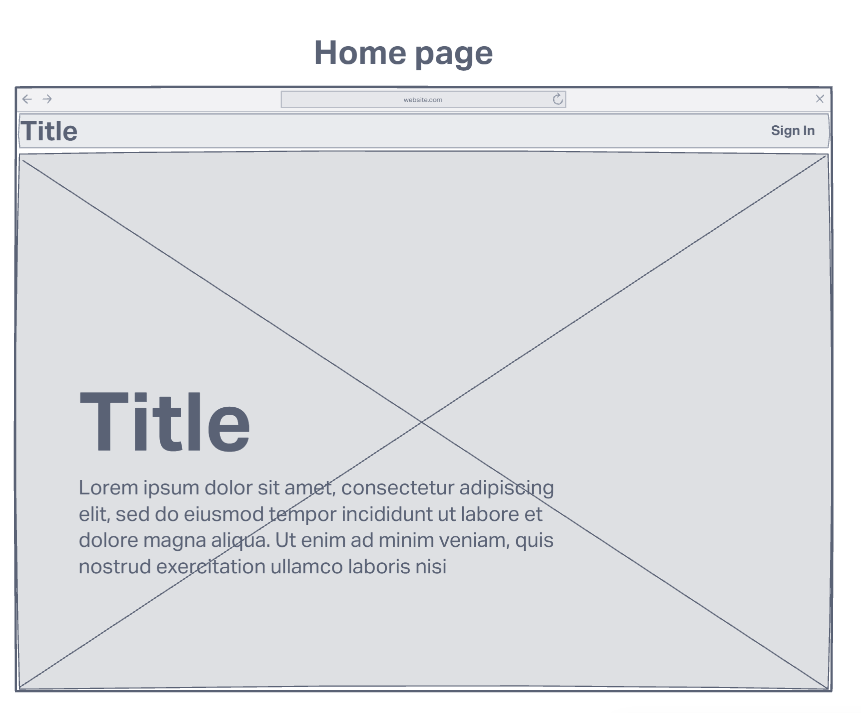 Home page
website.com
Title
Sign In
Title
Lorem ipsum dolor sit amet, consectetur adipiscing
elit, sed do eiusmod tempor incididunt ut labore et
dolore magna aliqua. Ut enim ad minim veniam, quis
nostrud exercitation ullamco laboris nisi